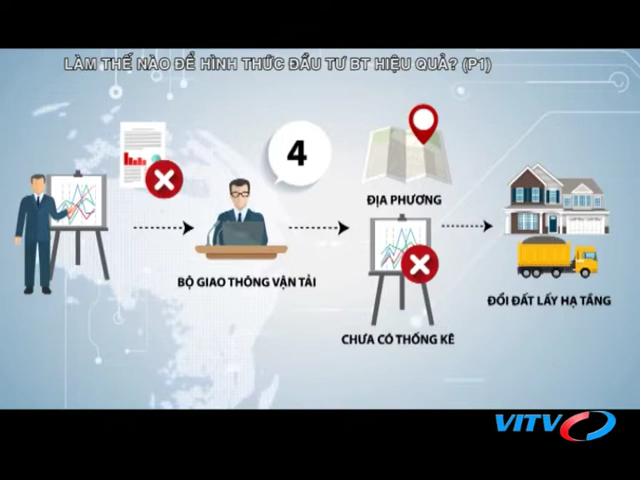 LÀM THẾ NÀO ĐỂ HÌNH THỨC ĐẦU TƯ BT HIỆU QUẢ? (P1)
4
ĐỊA PHƯƠNG
BỘ GIAO THÔNG VẬN TẢI
ĐỔI ĐẤT LẤY HẠ TẦNG
CHƯA CÓ THỐNG KÊ
VITV